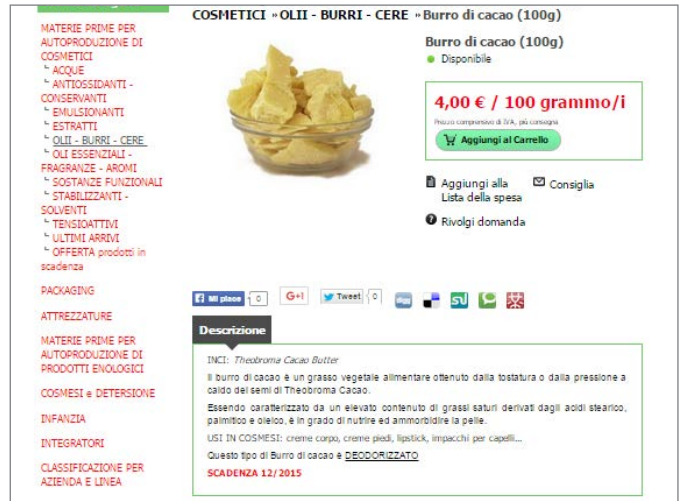 COSMETICI » OLII - BURRI - CERE » Burro di cacao (100g)
MATERIE PRIME PER
AUTOPRODUZIONE DI
COSMETICI
ACQUE
ANTIOSSIDANTI -
CONSERVANTI
EMULSIONANTI
ESTRATTI
OLII - BURRI - CERE
OLI ESSENZIALI -
FRAGRANZE - AROMI
SOSTANZE FUNZIONALI
STABILIZZANTI -
SOLVENTI
TENSIOATTIVI
ULTIMI ARRIVI
OFFERTA prodotti in
scadenza
PACKAGING
ATTREZZATURE
MATERIE PRIME PER
AUTOPRODUZIONE DI
PRODOTTI ENOLOGICI
COSMESI e DETERSIONE
INFANZIA
INTEGRATORI
CLASSIFICAZIONE PER
AZIENDA E LINEA
Burro di cacao (100g)
Disponibile
4,00 € / 100 grammo/i
Prezzo comprensivo di IVA, più consegna
Aggiungi al Carrello
Aggiungi alla
Lista della spesa
Consiglia
Rivolgi domanda
Mi piace 0
G+1
Tweet 0
digg
Descrizione
INCI: Theobroma Cacao Butter
Il burro di cacao è un grasso vegetale alimentare ottenuto dalla tostatura o dalla pressione a
caldo dei semi di Theobroma Cacao.
Essendo caratterizzato da un elevato contenuto di grassi saturi derivati dagli acidi stearico,
palmitico e oleico, è in grado di nutrire ed ammorbidire la pelle.
USI IN COSMESI: creme corpo, creme piedi, lipstick, impacchi per capelli...
Questo tipo di Burro di cacao è DEODORIZZATO
SCADENZA 12/2015